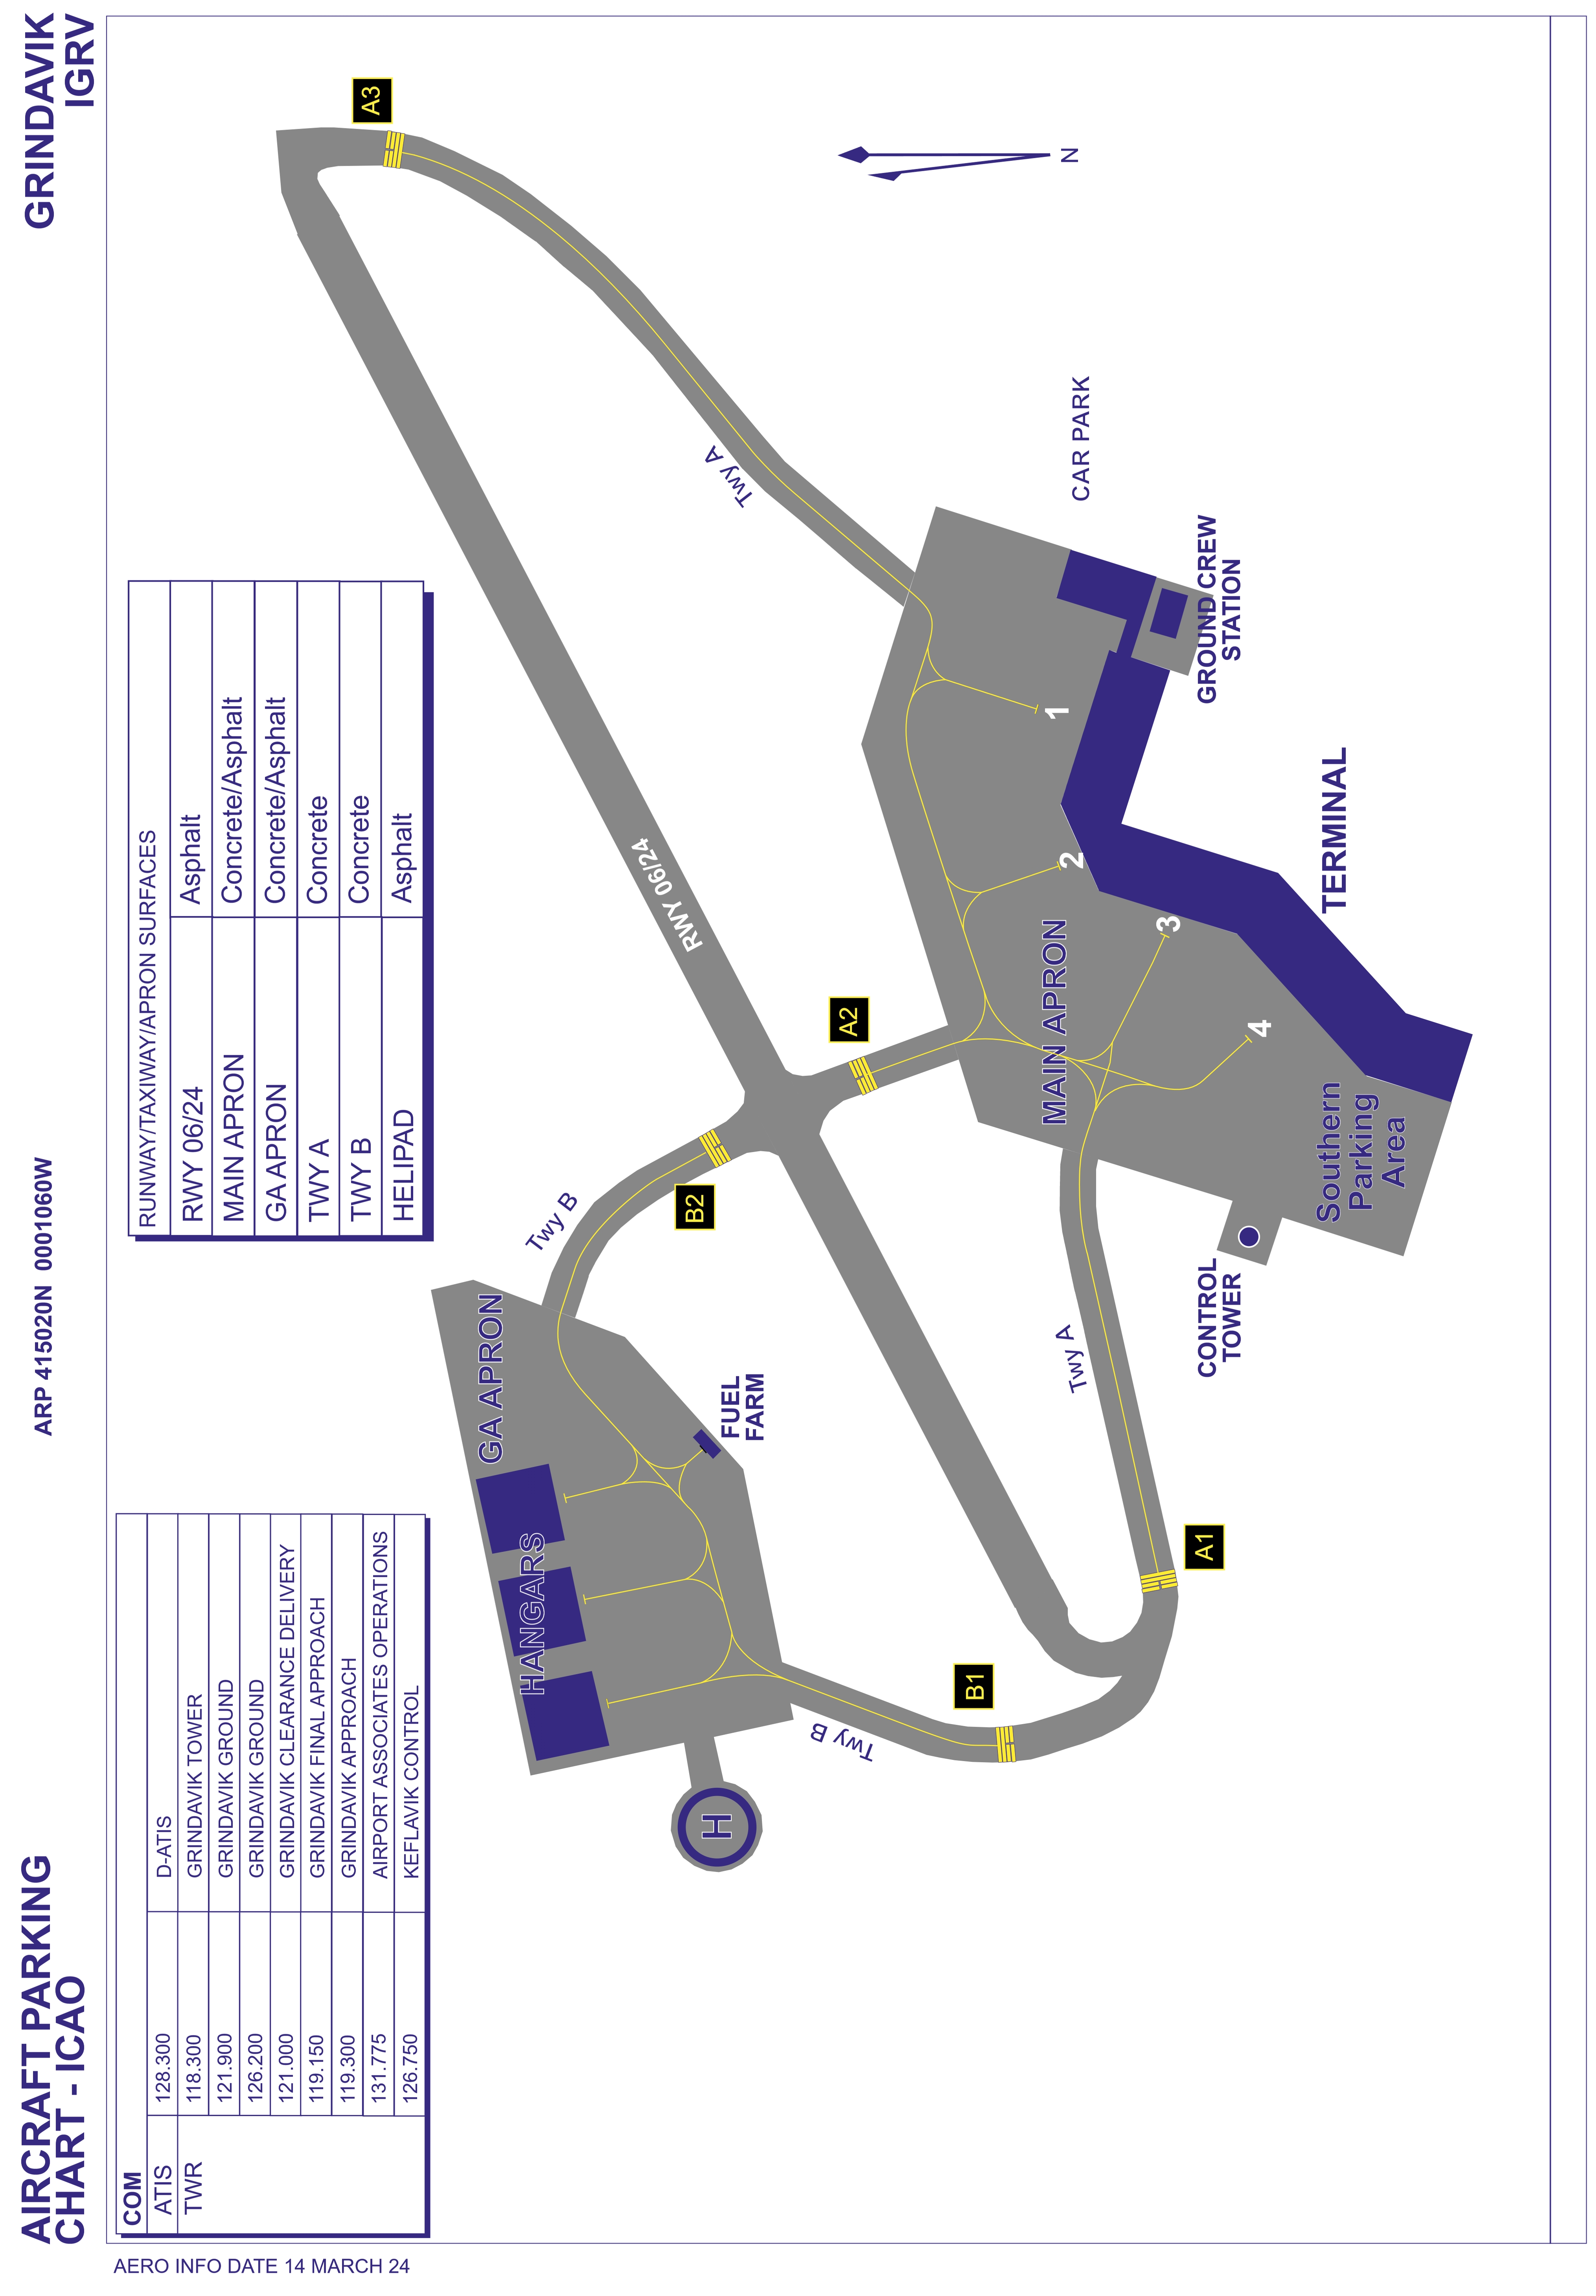 AIRCRAFT PARKING
CHART - ICAO
ARP 415020N 0001060W
GRINDAVIK
IGRV
COM
ATIS 128.300 D-ATIS
TWR 118.300 GRINDAVIK TOWER
121.900 GRINDAVIK GROUND
126.200 GRINDAVIK GROUND
121.000 GRINDAVIK CLEARANCE DELIVERY
119.150 GRINDAVIK FINAL APPROACH
119.300 GRINDAVIK APPROACH
131.775 AIRPORT ASSOCIATES OPERATIONS
126.750 KEFLAVIK CONTROL
RUNWAY/TAXIWAY/APRON SURFACES
RWY 06/24 Asphalt
MAIN APRON Concrete/Asphalt
GA APRON Concrete/Asphalt
TWY A Concrete
TWY B Concrete
HELIPAD Asphalt
A3
N
Twy A
RWY 06/24
CAR PARK
GROUND CREW
STATION
1
2
3
4
TERMINAL
MAIN APRON
A2
B2
Twy B
GA APRON
HANGARS
FUEL
FARM
Southern
Parking
Area
CONTROL
TOWER
Twy A
A1
B1
Twy B
H
AERO INFO DATE 14 MARCH 24